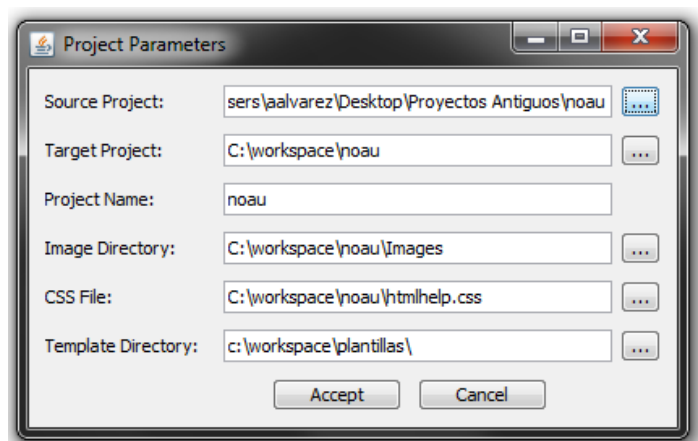 Project Parameters
Source Project: sers\aalvarez\Desktop\Proyectos Antiguos\noau ...
Target Project: C:\workspace\noau ...
Project Name: noau
Image Directory: C:\workspace\noau\Images ...
CSS File: C:\workspace\noau\htmlhelp.css ...
Template Directory: c:\workspace\plantillas\ ...
Accept Cancel